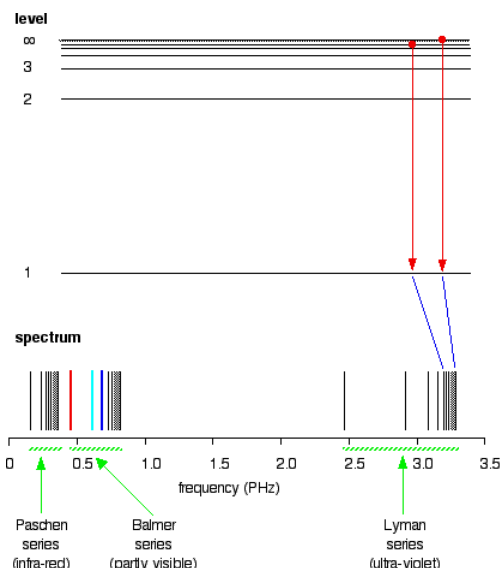 level
∞
3
2
1
spectrum
0 0.5 1.0 1.5 2.0 2.5 3.0 3.5
frequency (PHz)
Paschen
series
(infra-red)
Balmer
series
(partly visible)
Lyman
series
(ultra-violet)